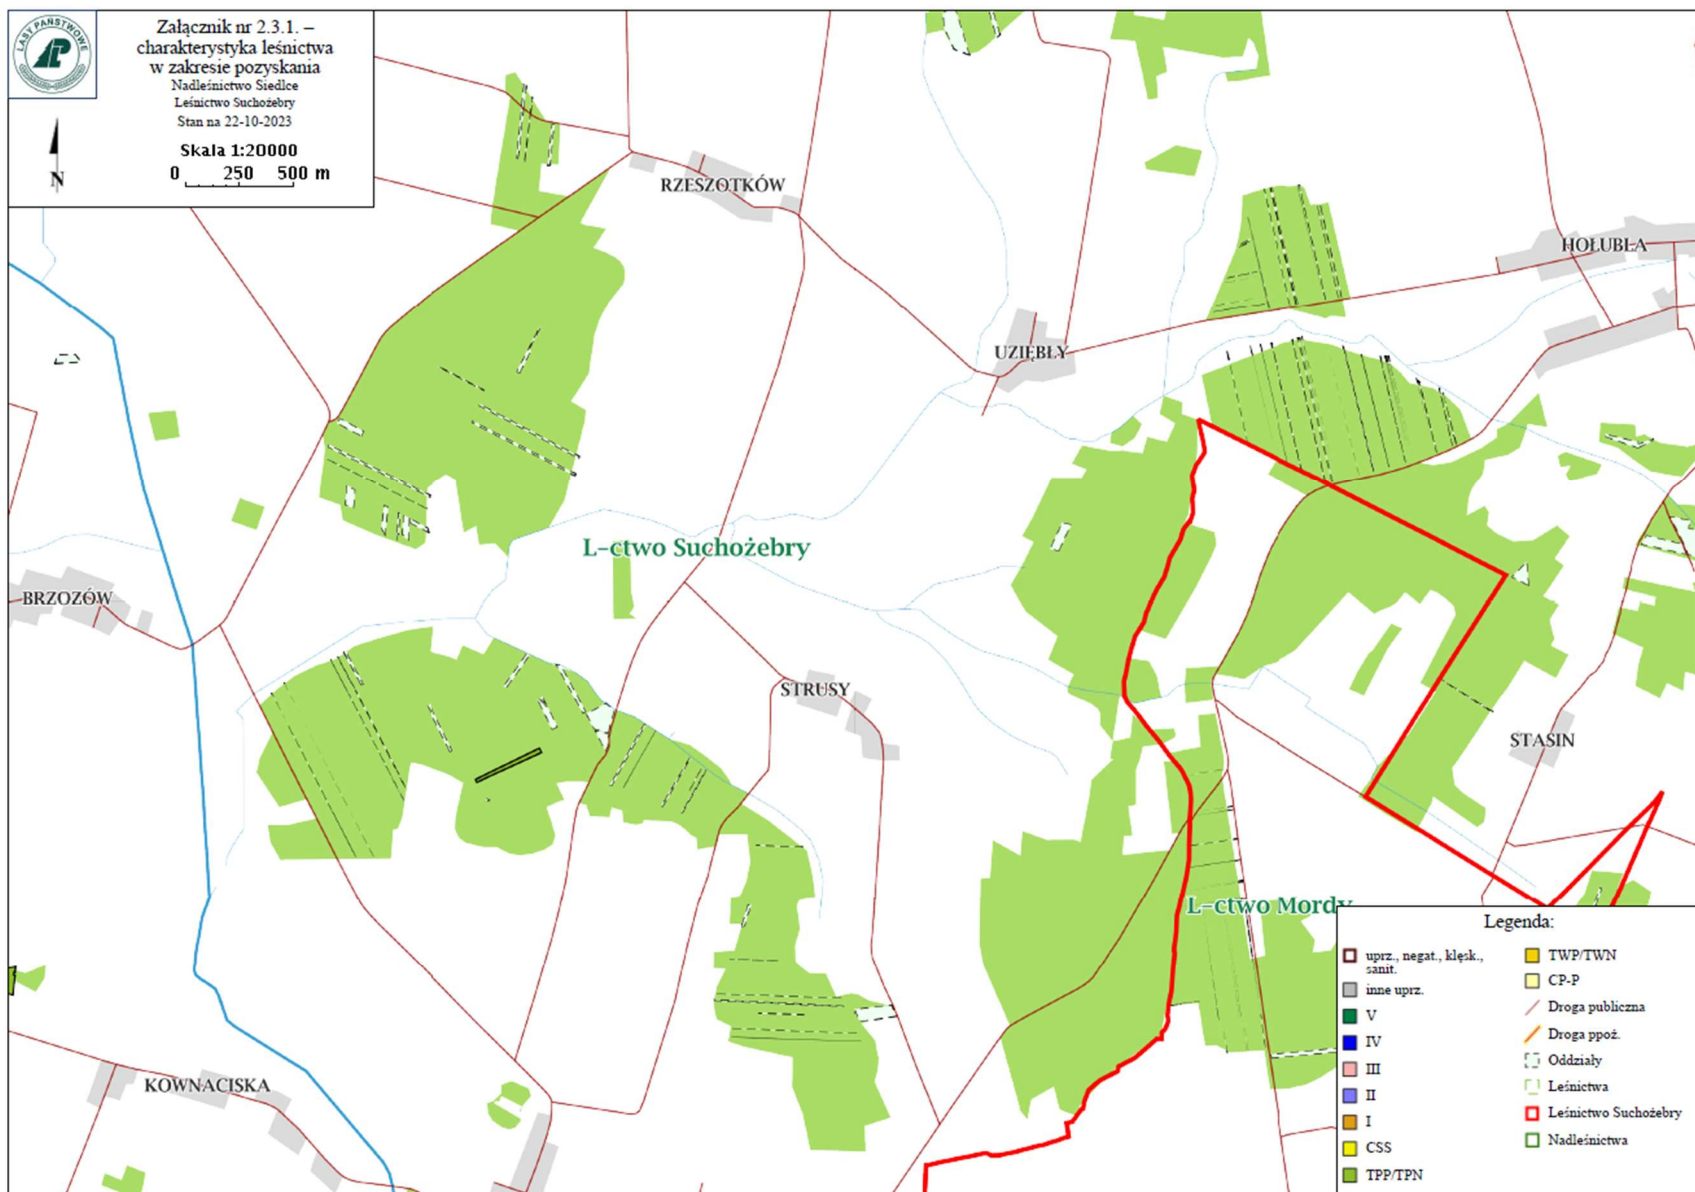 LASY PAŃSTWOWE
Załącznik nr 2.3.1. –
charakterystyka leśnictwa
w zakresie pozyskania
Nadleśnictwo Siedlce
Leśnictwo Suchożebry
Stan na 22-10-2023
Skala 1:20000
0 250 500 m
N
RZESZOTKÓW
HOŁUBLA
UZIĘBŁY
L-ctwo Suchożebry
BRZOZÓW
STRUSY
STASIN
L-ctwo Mordy
KOWNACISKA
Legenda:
uprz., negat., klęsk.,
sanit.
inne uprz.
V
IV
III
II
I
CSS
TPP/TPN
TWP/TWN
CP-P
Droga publiczna
Droga ppoż.
Oddziały
Leśnictwa
Leśnictwo Suchożebry
Nadleśnictwa